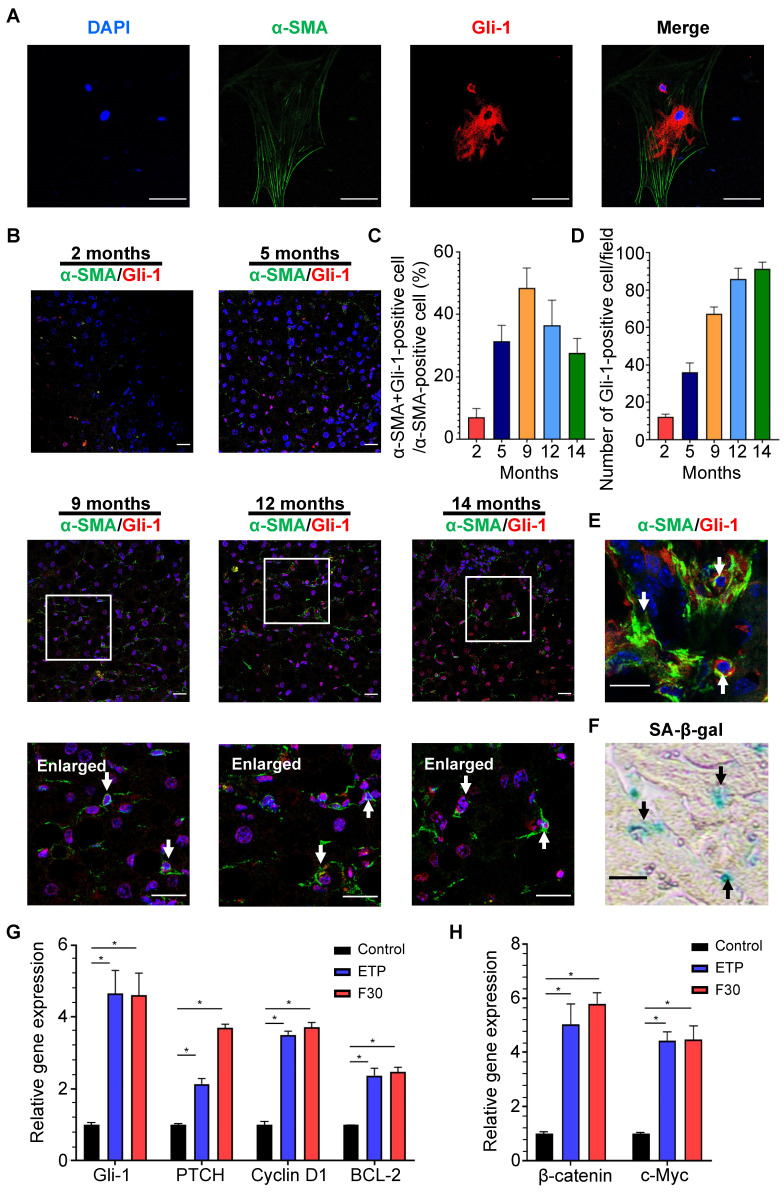 A
DAPI
α-SMA
Gli-1
Merge
B
2 months
α-SMA/Gli-1
5 months
α-SMA/Gli-1
C
α-SMA+Gli-1-positive cell
/α-SMA-positive cell (%)
60
40
20
0
2 5 9 12 14
Months
D
Number of Gli-1-positive cell/field
100
80
60
40
20
0
2 5 9 12 14
Months
9 months
α-SMA/Gli-1
12 months
α-SMA/Gli-1
14 months
α-SMA/Gli-1
E
α-SMA/Gli-1
Enlarged
Enlarged
Enlarged
F
SA-β-gal
G
Relative gene expression
6
4
2
0
* * * * * * * *
Control
ETP
F30
Gli-1 PTCH Cyclin D1 BCL-2
H
Relative gene expression
8
6
4
2
0
* * * *
Control
ETP
F30
β-catenin c-Myc